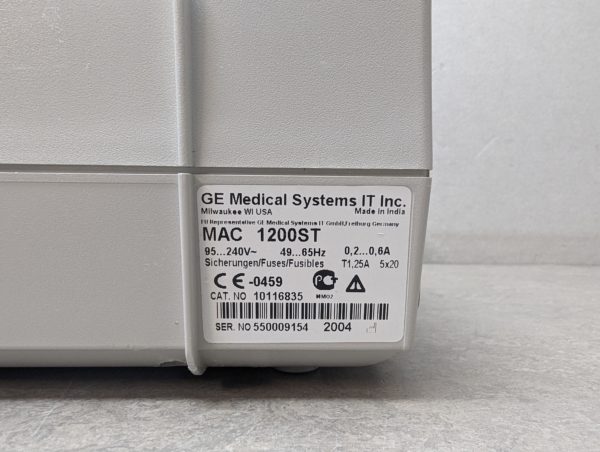 GE Medical Systems IT Inc.
Milwaukee WI USA Made in India
EU Representative GE Medical Systems IT GmbH,Freiburg Germany
MAC 1200ST
95...240V~ 49...65Hz 0,2...0,6A
Sicherungen/Fuses/Fusibles T1,25A 5x20
CE-0459 PCT
CAT. NO 10116835 MM02
SER. NO 550009154 2004